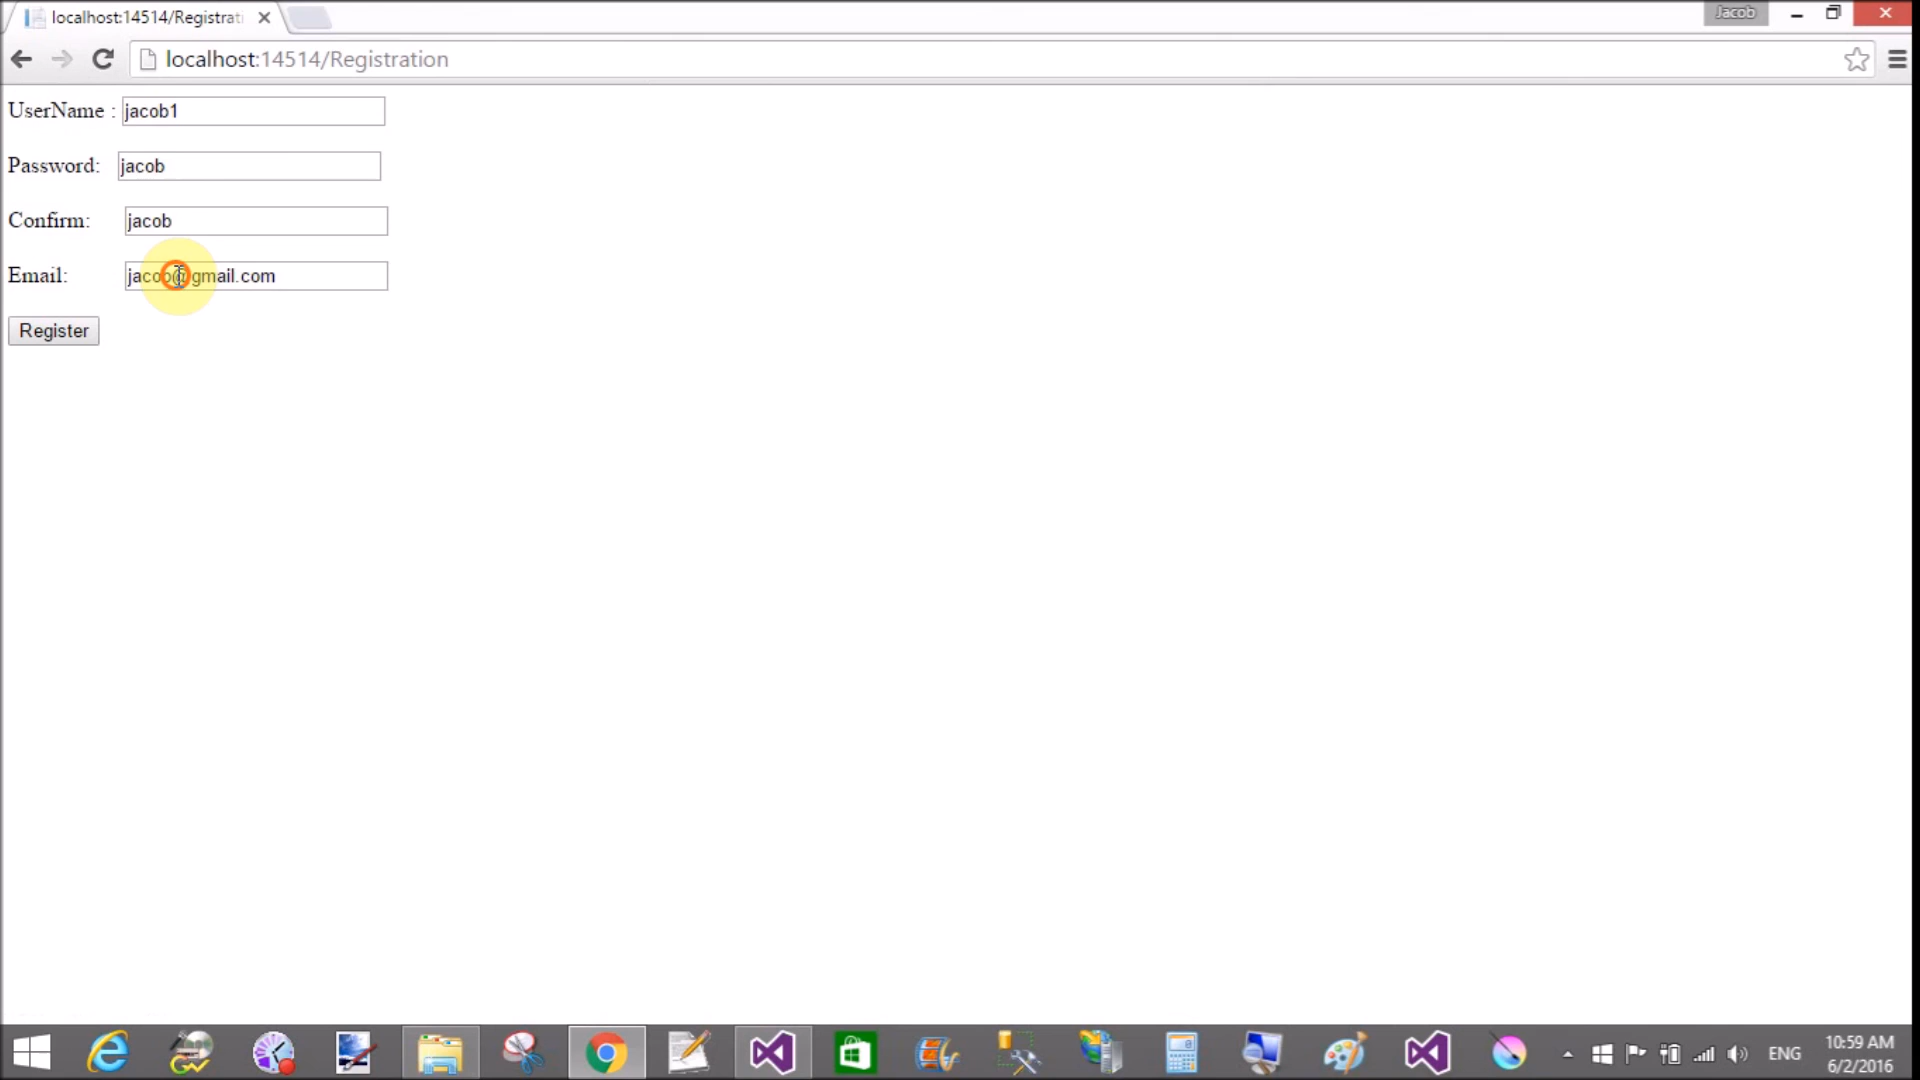 localhost:14514/Registrati
Jacob
localhost:14514/Registration
UserName : jacob1
Password: jacob
Confirm: jacob
Email: jacob@gmail.com
Register
ENG
10:59 AM
6/2/2016